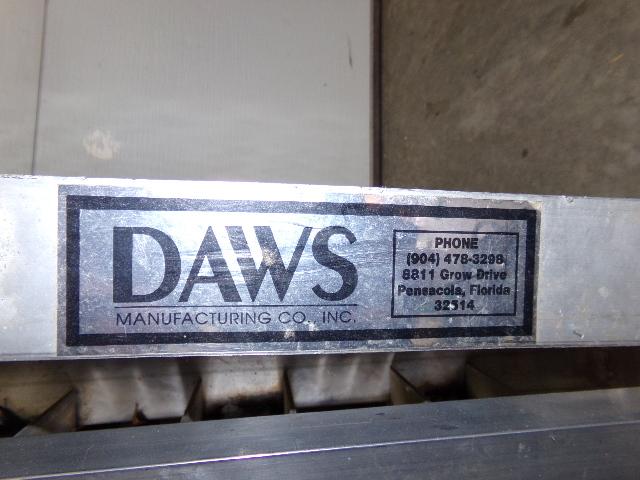 DAWS
MANUFACTURING CO., INC.
PHONE
(904) 478-3298
8811 Grow Drive
Pensacola, Florida
32514